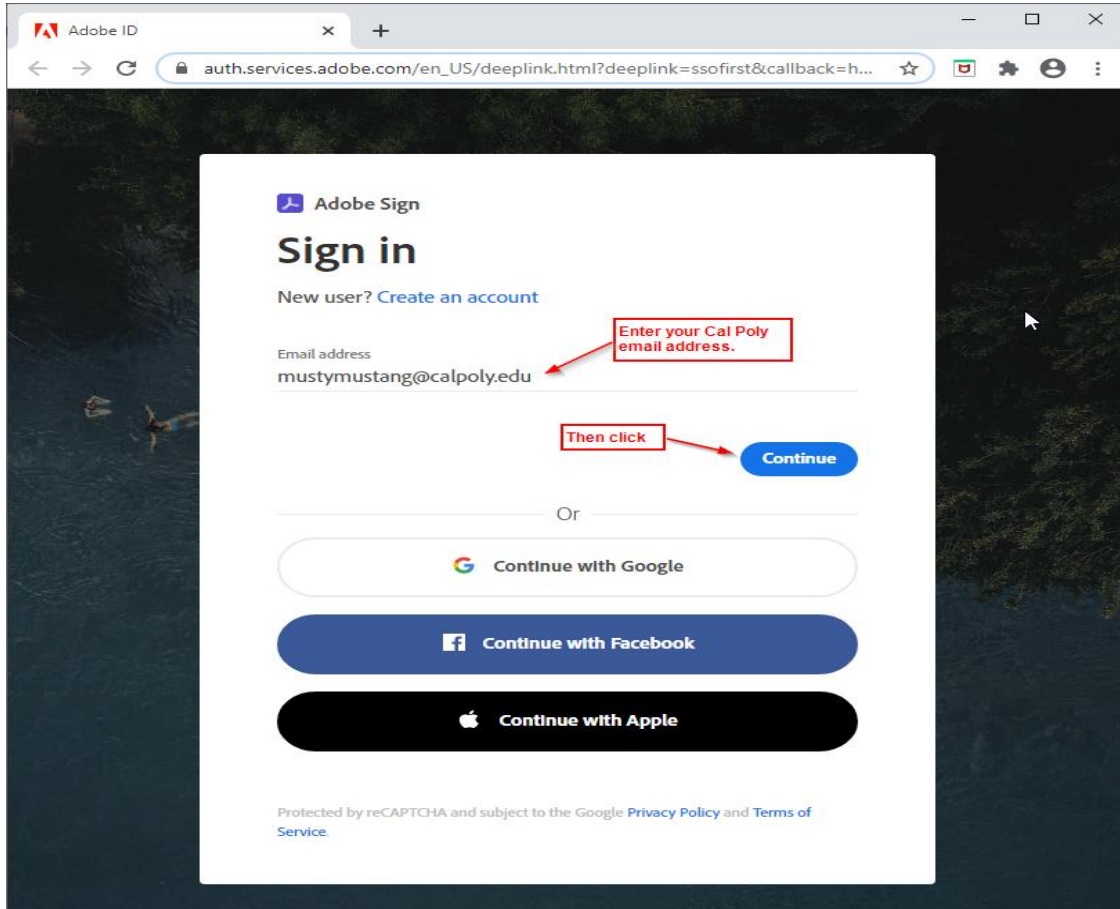 Adobe ID
auth.services.adobe.com/en_US/deeplink.html?deeplink=ssofirst&callback=h...
Adobe Sign
Sign in
New user? Create an account
Enter your Cal Poly
email address.
Email address
mustymustang@calpoly.edu
Then click
Continue
Or
Continue with Google
Continue with Facebook
Continue with Apple
Protected by reCAPTCHA and subject to the Google Privacy Policy and Terms of
Service.